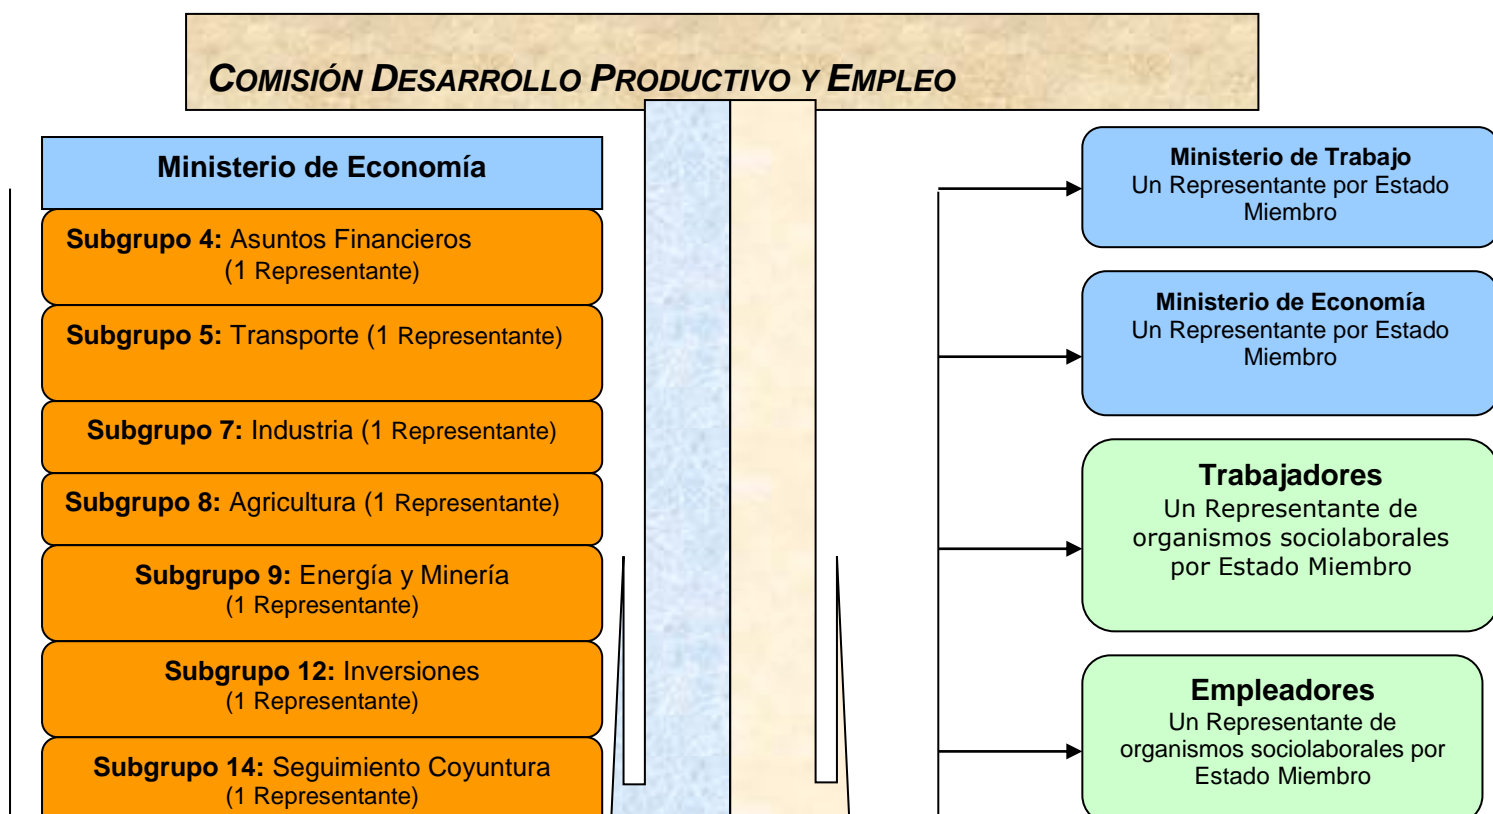 COMISIÓN DESARROLLO PRODUCTIVO Y EMPLEO
Ministerio de Economía
Subgrupo 4: Asuntos Financieros
(1 Representante)
Subgrupo 5: Transporte (1 Representante)
Subgrupo 7: Industria (1 Representante)
Subgrupo 8: Agricultura (1 Representante)
Subgrupo 9: Energía y Minería
(1 Representante)
Subgrupo 12: Inversiones
(1 Representante)
Subgrupo 14: Seguimiento Coyuntura
(1 Representante)
Ministerio de Trabajo
Un Representante por Estado
Miembro
Ministerio de Economía
Un Representante por Estado
Miembro
Trabajadores
Un Representante de
organismos sociolaborales
por Estado Miembro
Empleadores
Un Representante de
organismos sociolaborales por
Estado Miembro